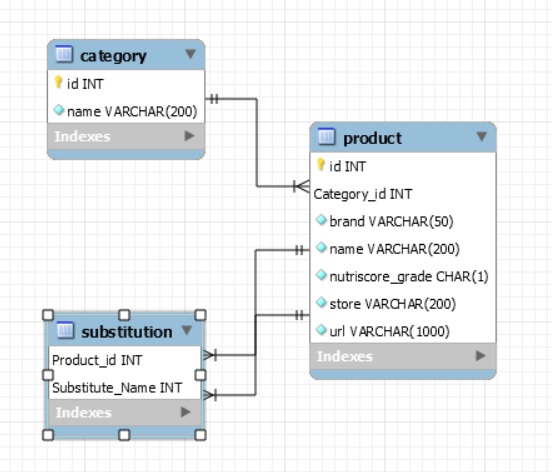 category
id INT
name VARCHAR(200)
Indexes
product
id INT
Category_id INT
brand VARCHAR(50)
name VARCHAR(200)
nutriscore_grade CHAR(1)
store VARCHAR(200)
url VARCHAR(1000)
Indexes
substitution
Product_id INT
Substitute_Name INT
Indexes